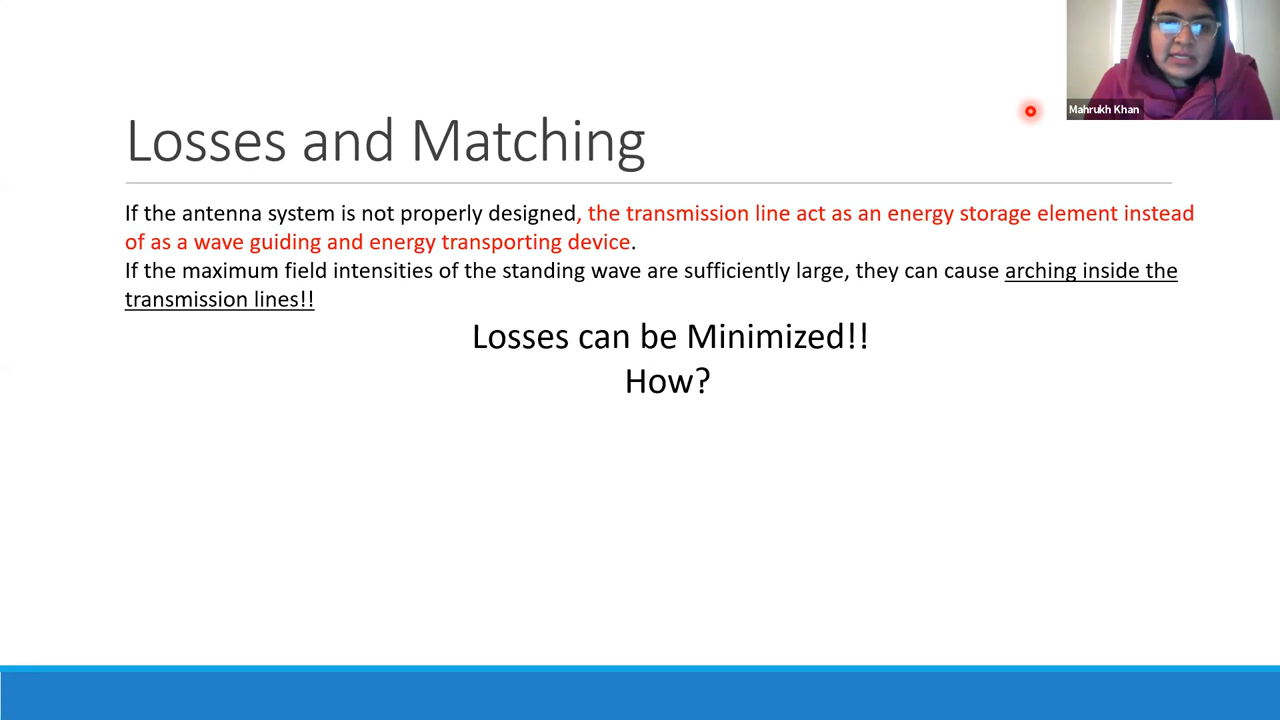 Mahrukh Khan
Losses and Matching
If the antenna system is not properly designed, the transmission line act as an energy storage element instead
of as a wave guiding and energy transporting device.
If the maximum field intensities of the standing wave are sufficiently large, they can cause arching inside the
transmission lines!!
Losses can be Minimized!!
How?